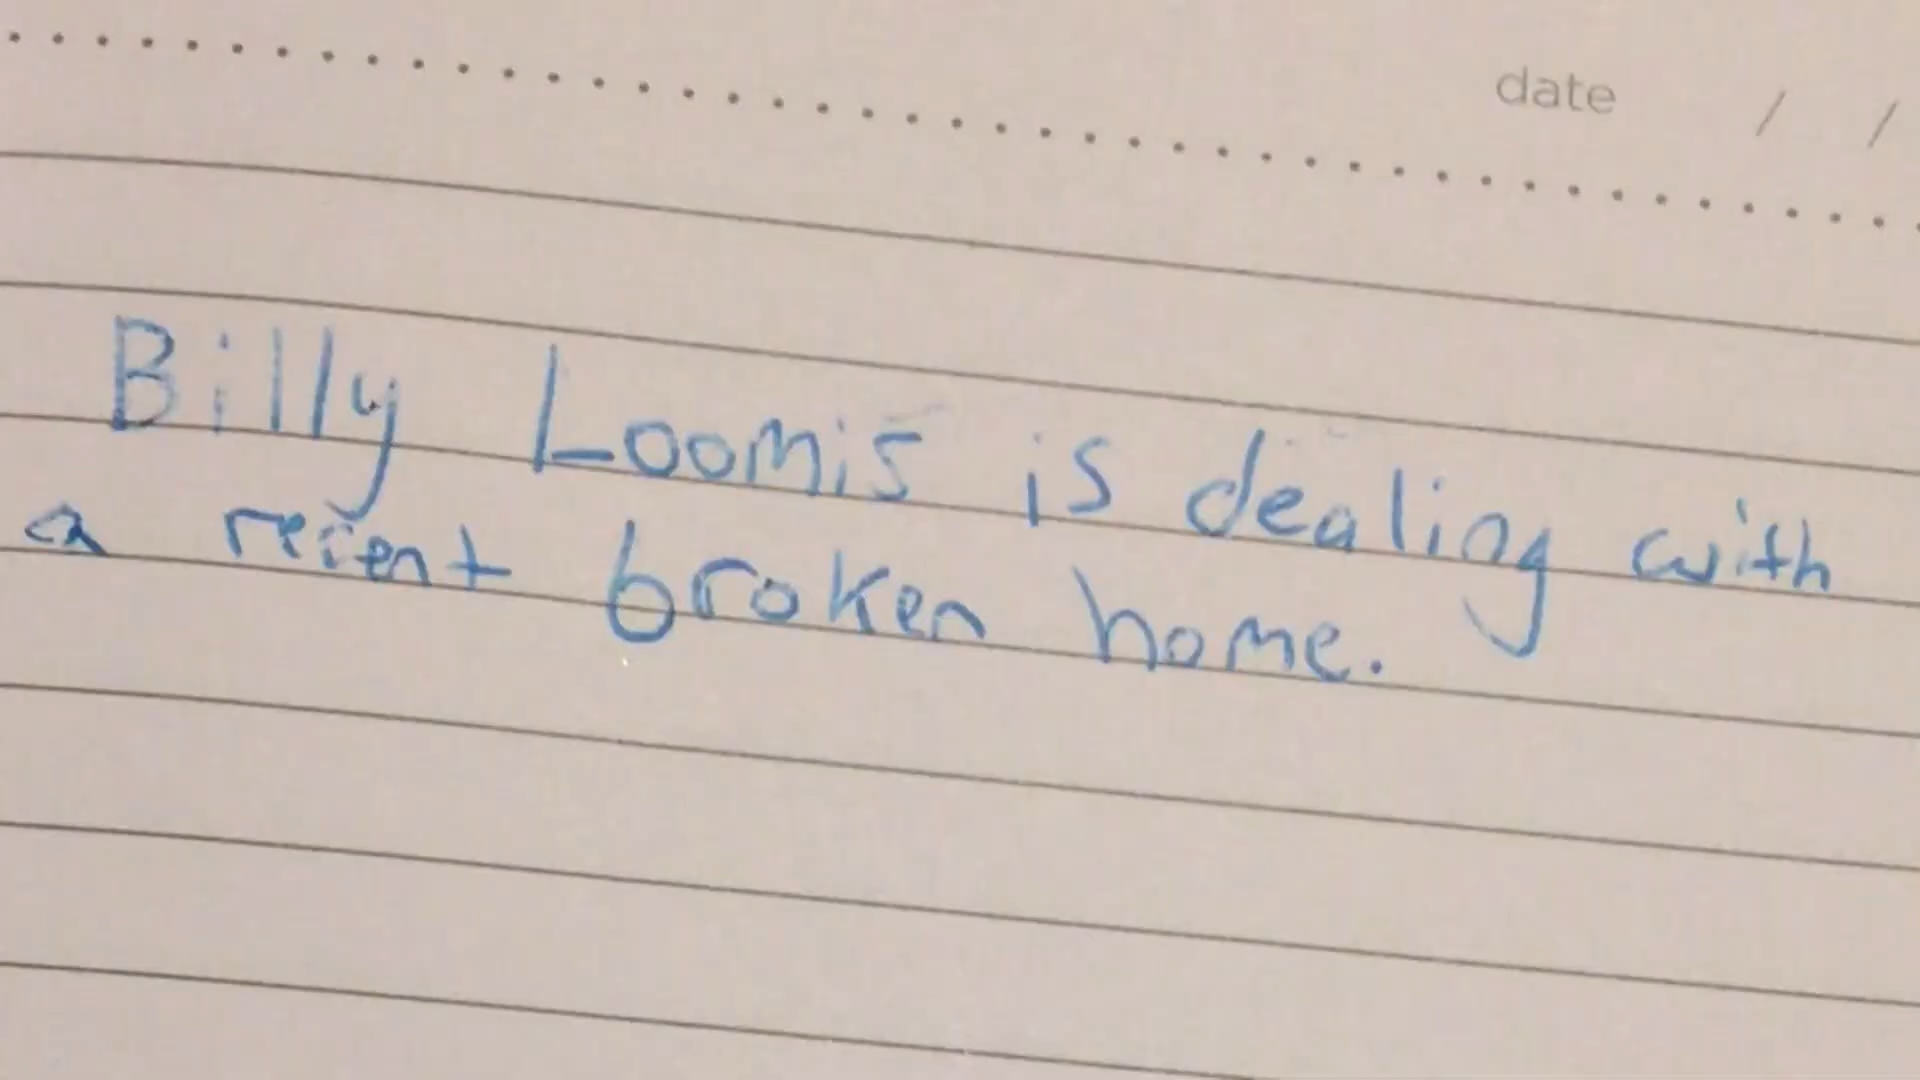 date / /
Billy Loomis is dealing with
a recent broken home.